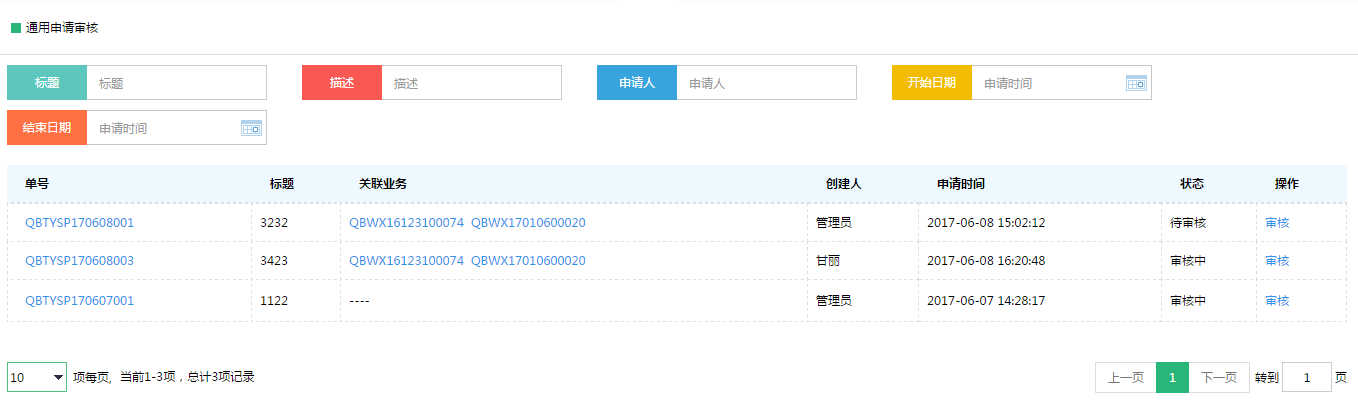 通用申请审核
标题 标题 描述 描述 申请人 申请人 开始日期 申请时间
结束日期 申请时间
单号 标题 关联业务 创建人 申请时间 状态 操作
QBTYSP170608001 3232 QBWX16123100074 QBWX17010600020 管理员 2017-06-08 15:02:12 待审核 审核
QBTYSP170608003 3423 QBWX16123100074 QBWX17010600020 甘丽 2017-06-08 16:20:48 审核中 审核
QBTYSP170607001 1122 ---- 管理员 2017-06-07 14:28:17 审核中 审核
10 项每页, 当前1-3项，总计3项记录 上一页 1 下一页 转到 1 页